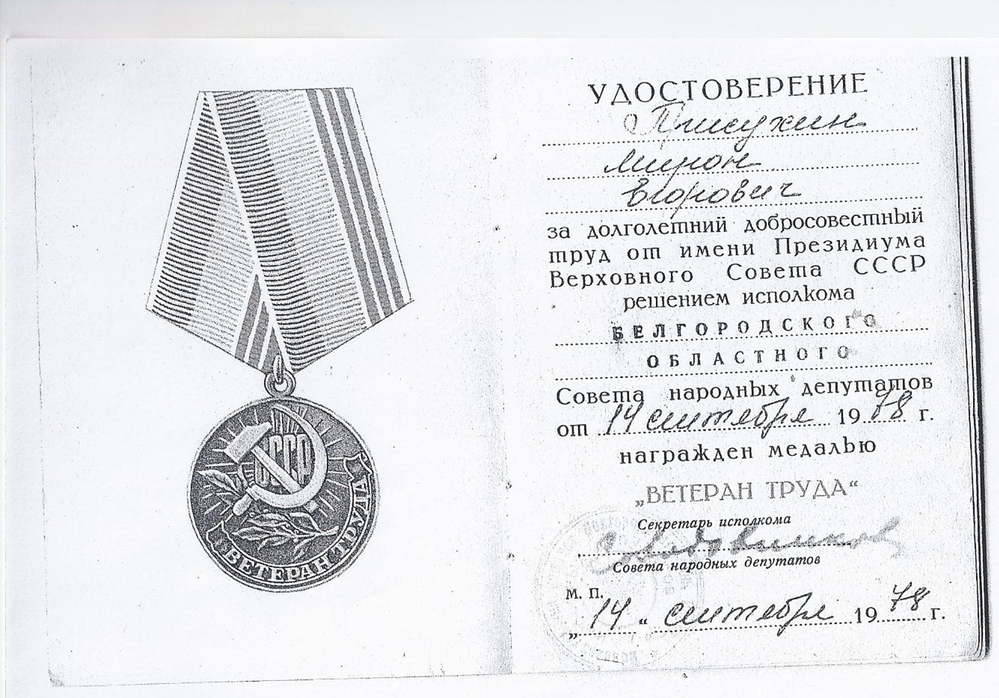 СССР
ВЕТЕРАН ТРУДА
УДОСТОВЕРЕНИЕ
Присухин
Мирон
Егорович
за долголетний добросовестный
труд от имени Президиума
Верховного Совета СССР
решением исполкома
БЕЛГОРОДСКОГО
ОБЛАСТНОГО
Совета народных депутатов
от 14 сентября 1978 г.
награжден медалью
„ВЕТЕРАН ТРУДА“
Секретарь исполкома
Совета народных депутатов
М. П.
„14“ сентября 1978 г.